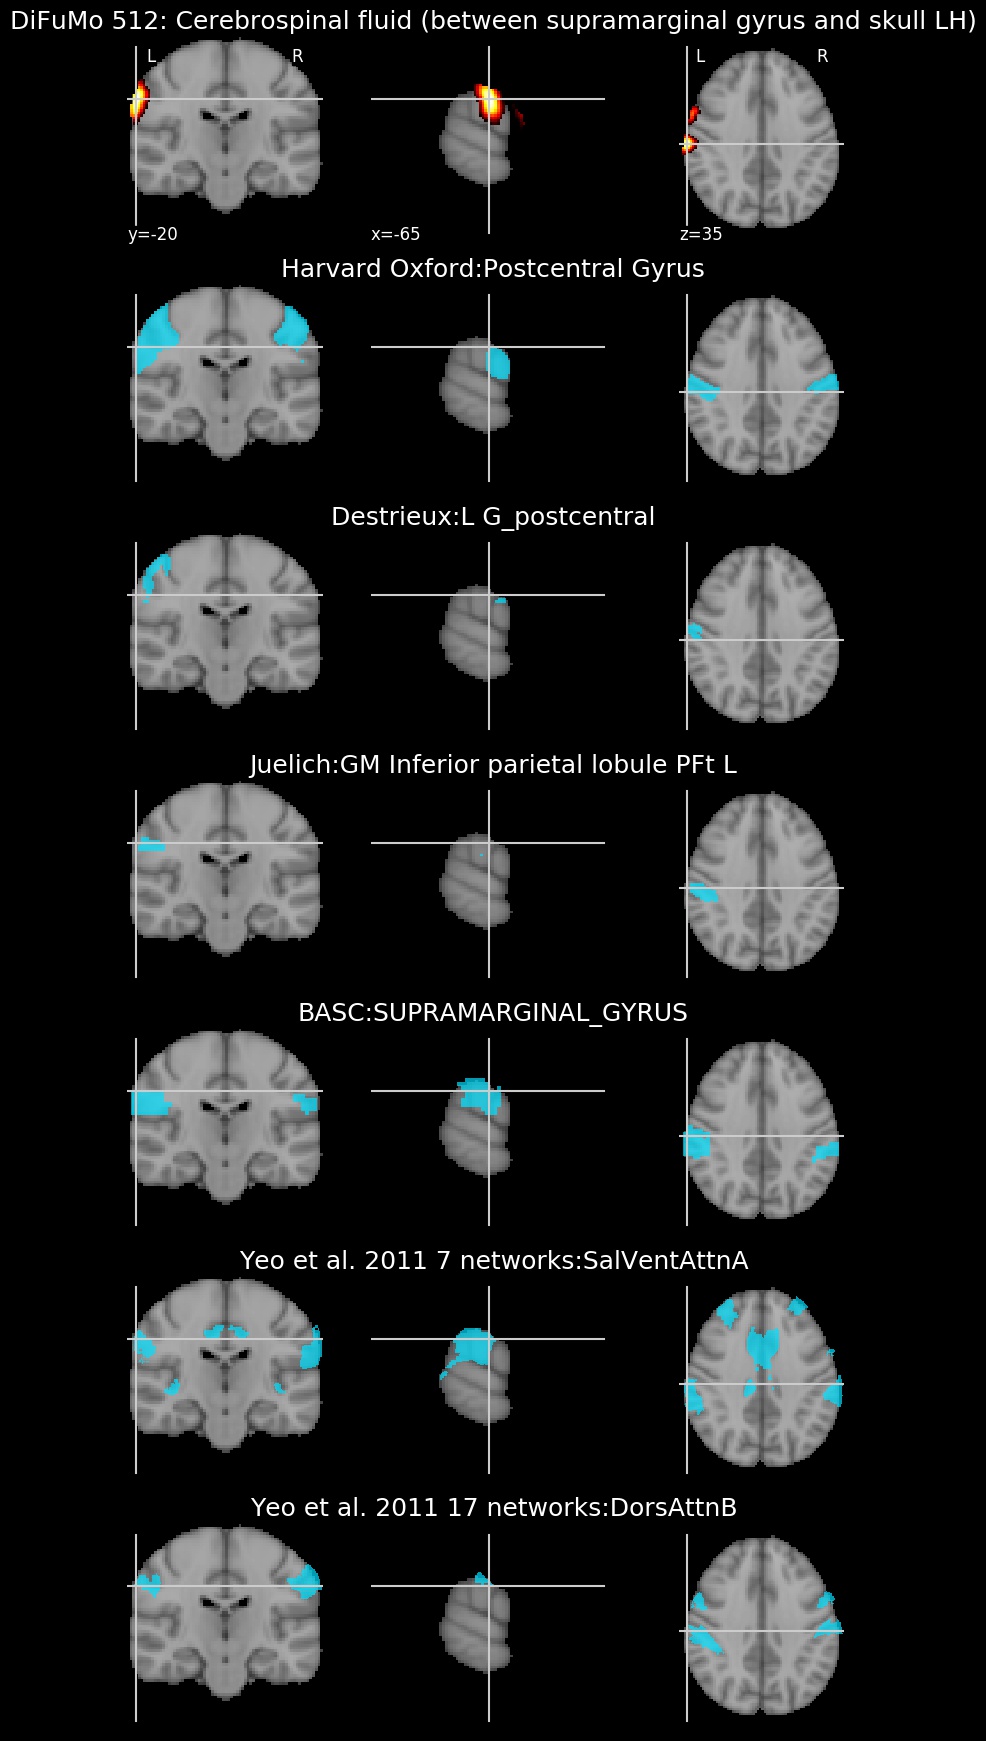 DiFuMo 512: Cerebrospinal fluid (between supramarginal gyrus and skull LH)
L R L R
y=-20 x=-65 z=35
Harvard Oxford:Postcentral Gyrus
Destrieux:L G_postcentral
Juelich:GM Inferior parietal lobule PFt L
BASC:SUPRAMARGINAL_GYRUS
Yeo et al. 2011 7 networks:SalVentAttnA
Yeo et al. 2011 17 networks:DorsAttnB